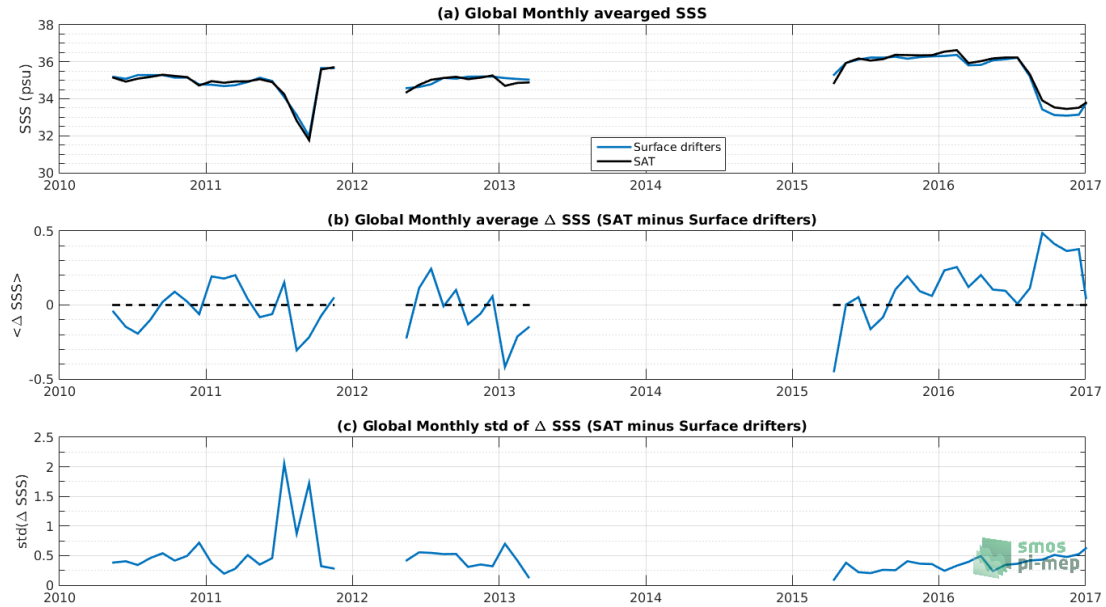 (a) Global Monthly avearged SSS
38
36
34
32
30
SSS (psu)
Surface drifters
SAT
2010 2011 2012 2013 2014 2015 2016 2017
(b) Global Monthly average Δ SSS (SAT minus Surface drifters)
0.5
0
-0.5
<Δ SSS>
2010 2011 2012 2013 2014 2015 2016 2017
(c) Global Monthly std of Δ SSS (SAT minus Surface drifters)
2.5
2
1.5
1
0.5
0
std(Δ SSS)
smos
pi-mep
2010 2011 2012 2013 2014 2015 2016 2017